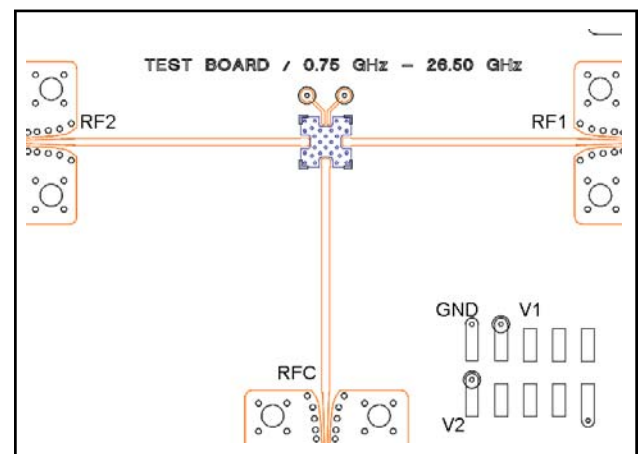 TEST BOARD / 0.75 GHz – 26.50 GHz
RF2
RF1
GND
V1
RFC
V2